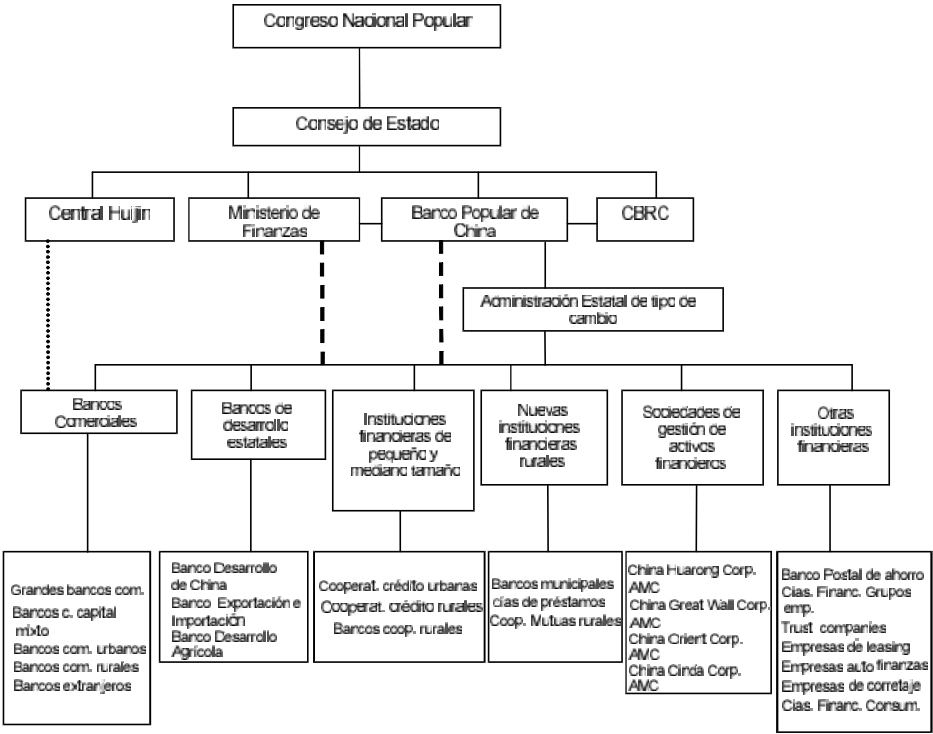 Congreso Nacional Popular
Consejo de Estado
Central Huijin
Ministerio de
Finanzas
Banco Popular de
China
CBRC
Administración Estatal de tipo de
cambio
Bancos
Comerciales
Bancos de
desarrollo
estatales
Instituciones
financieras de
pequeño y
mediano tamaño
Nuevas
instituciones
financieras
rurales
Sociedades de
gestión de
activos
financieros
Otras
instituciones
financieras
Grandes bancos com.
Bancos c. capital
mixto
Bancos com. urbanos
Bancos com. rurales
Bancos extranjeros
Banco Desarrollo
de China
Banco Exportación e
Importación
Banco Desarrollo
Agrícola
Cooperat. crédito urbanas
Cooperat. crédito rurales
Bancos coop. rurales
Bancos municipales
cías de préstamos
Coop. Mutuas rurales
China Huarong Corp.
AMC
China Great Wall Corp.
AMC
China Orient Corp.
AMC
China Cinda Corp.
AMC
Banco Postal de ahorro
Cias. Financ. Grupos
emp.
Trust companies
Empresas de leasing
Empresas auto finanzas
Empresas de corretaje
Cias. Financ. Consum.